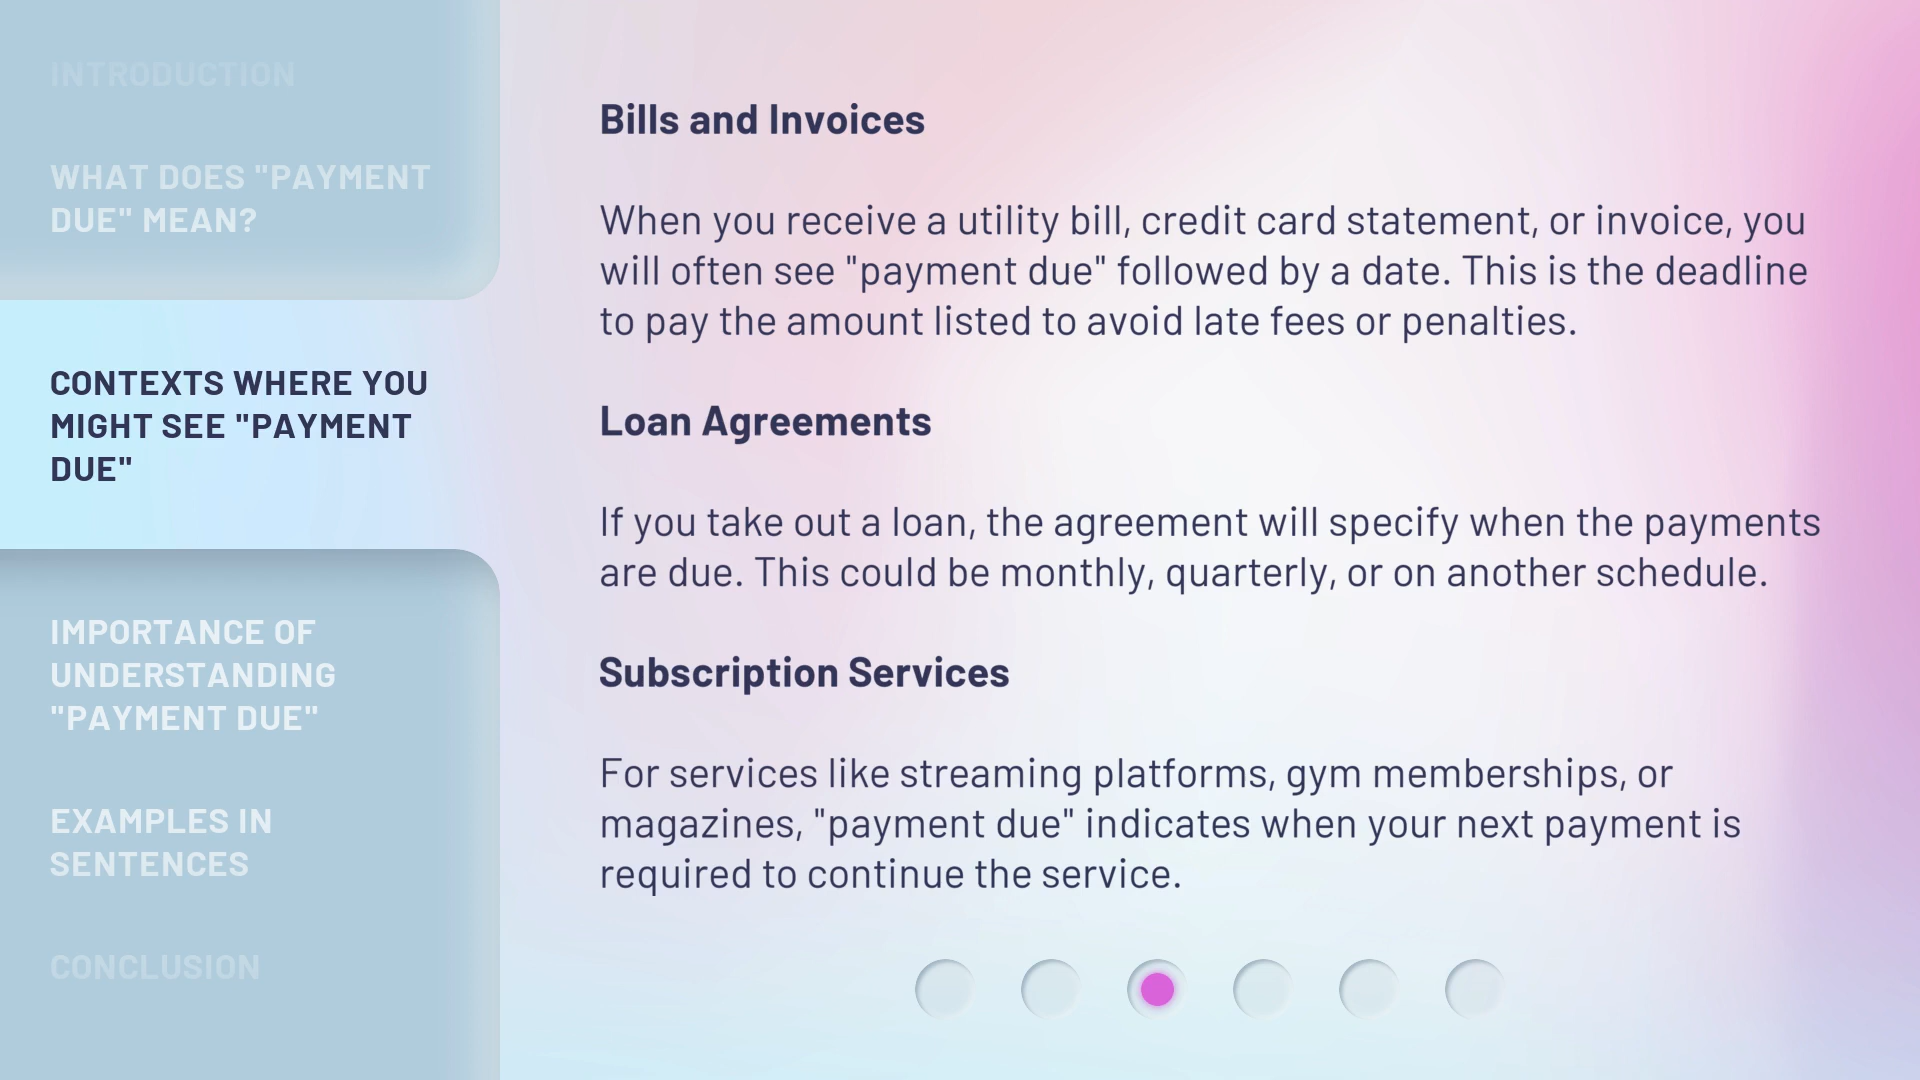 INTRODUCTION
WHAT DOES "PAYMENT
DUE" MEAN?
CONTEXTS WHERE YOU
MIGHT SEE "PAYMENT
DUE"
IMPORTANCE OF
UNDERSTANDING
"PAYMENT DUE"
EXAMPLES IN
SENTENCES
CONCLUSION
Bills and Invoices
When you receive a utility bill, credit card statement, or invoice, you
will often see "payment due" followed by a date. This is the deadline
to pay the amount listed to avoid late fees or penalties.
Loan Agreements
If you take out a loan, the agreement will specify when the payments
are due. This could be monthly, quarterly, or on another schedule.
Subscription Services
For services like streaming platforms, gym memberships, or
magazines, "payment due" indicates when your next payment is
required to continue the service.